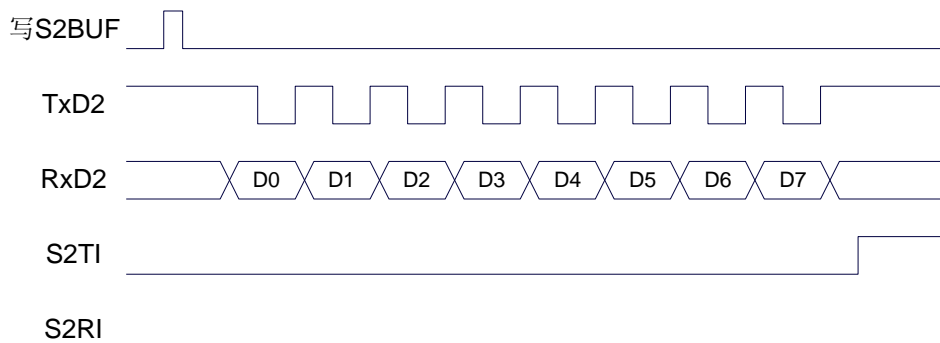 写S2BUF
TxD2
RxD2 D0 D1 D2 D3 D4 D5 D6 D7
S2TI
S2RI